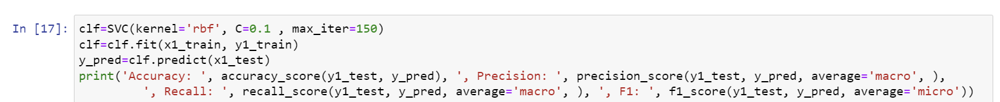 In [17]: clf=SVC(kernel='rbf', C=0.1 , max_iter=150)
clf=clf.fit(x1_train, y1_train)
y_pred=clf.predict(x1_test)
print('Accuracy: ', accuracy_score(y1_test, y_pred), ', Precision: ', precision_score(y1_test, y_pred, average='macro', ),
', Recall: ', recall_score(y1_test, y_pred, average='macro', ), ', F1: ', f1_score(y1_test, y_pred, average='micro'))